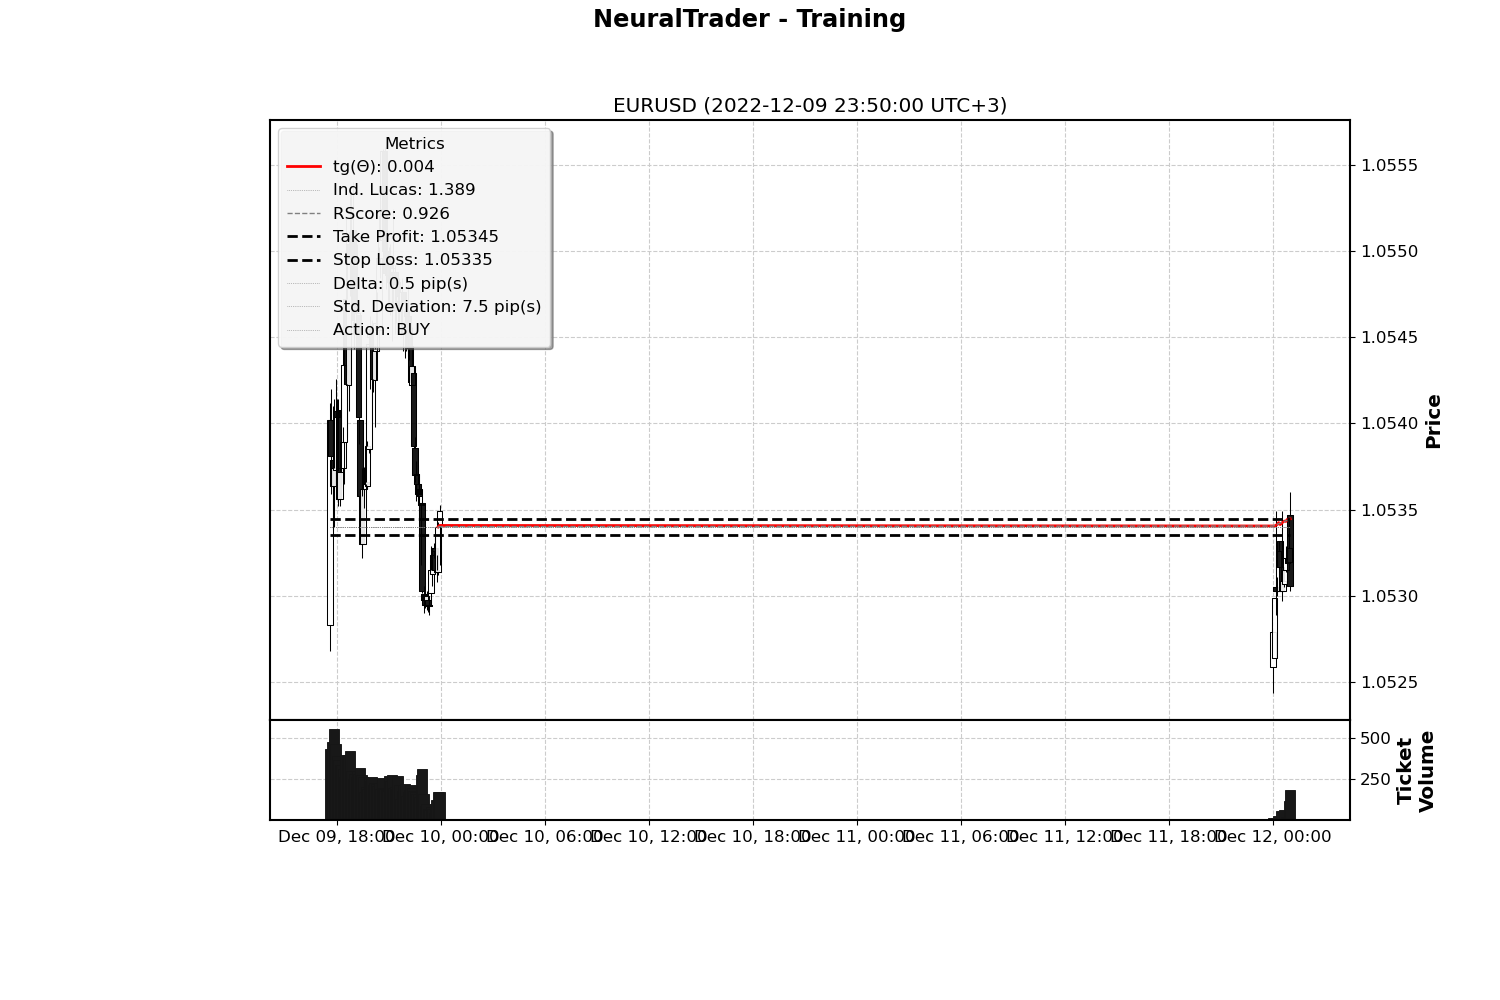 NeuralTrader - Training
EURUSD (2022-12-09 23:50:00 UTC+3)
Metrics
tg(Θ): 0.004
Ind. Lucas: 1.389
RScore: 0.926
Take Profit: 1.05345
Stop Loss: 1.05335
Delta: 0.5 pip(s)
Std. Deviation: 7.5 pip(s)
Action: BUY
1.0555
1.0550
1.0545
1.0540
1.0535
1.0530
1.0525
Price
500
250
Ticket
Volume
Dec 09, 18:00
Dec 10, 00:00
Dec 10, 06:00
Dec 10, 12:00
Dec 10, 18:00
Dec 11, 00:00
Dec 11, 06:00
Dec 11, 12:00
Dec 11, 18:00
Dec 12, 00:00